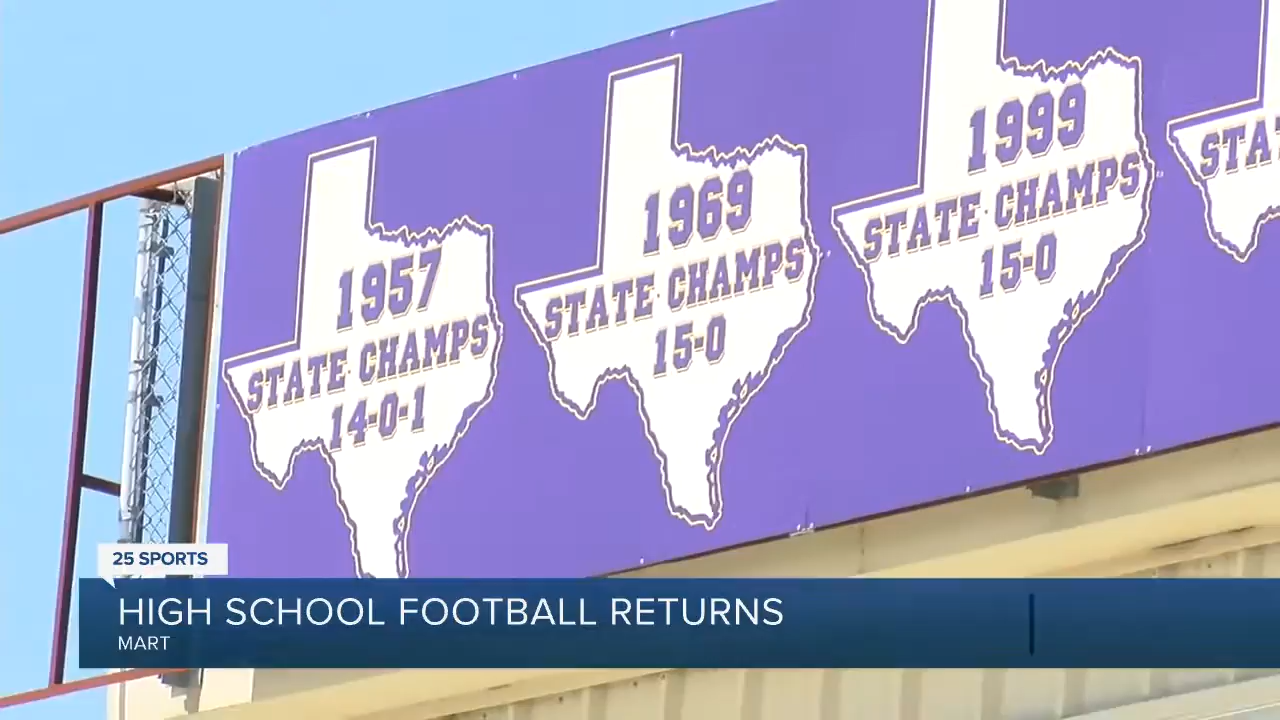 1957
STATE CHAMPS
14-0-1
1969
STATE CHAMPS
15-0
1999
STATE CHAMPS
15-0
25 SPORTS
HIGH SCHOOL FOOTBALL RETURNS
MART